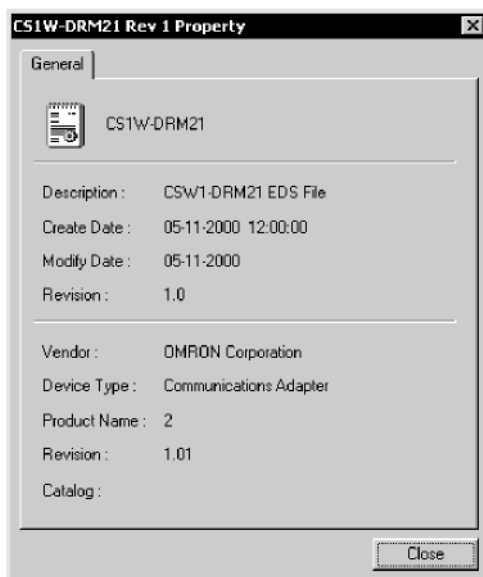 CS1W-DRM21 Rev 1 Property
General
CS1W-DRM21
Description : CSW1-DRM21 EDS File
Create Date : 05-11-2000 12:00:00
Modify Date : 05-11-2000
Revision : 1.0
Vendor : OMRON Corporation
Device Type : Communications Adapter
Product Name : 2
Revision : 1.01
Catalog :
Close